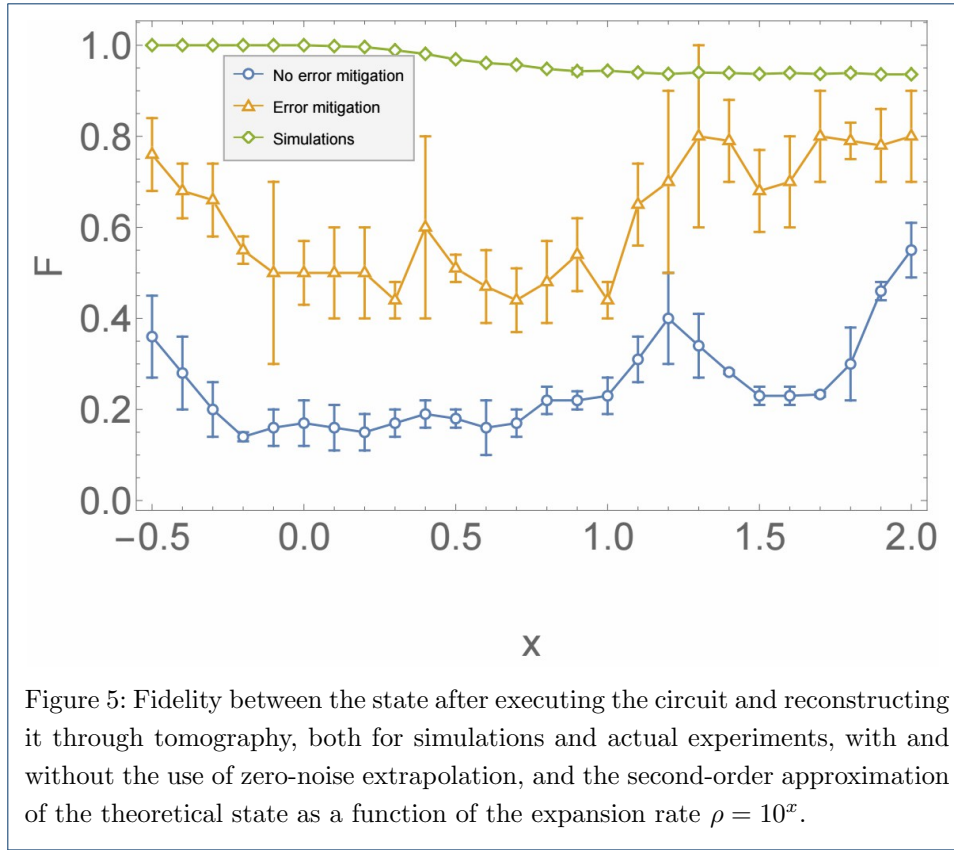 1.0
No error mitigation
Error mitigation
Simulations
0.8
0.6
F
0.4
0.2
0.0
−0.5 0.0 0.5 1.0 1.5 2.0
x
Figure 5: Fidelity between the state after executing the circuit and reconstructing
it through tomography, both for simulations and actual experiments, with and
without the use of zero-noise extrapolation, and the second-order approximation
of the theoretical state as a function of the expansion rate ρ = 10ˣ.